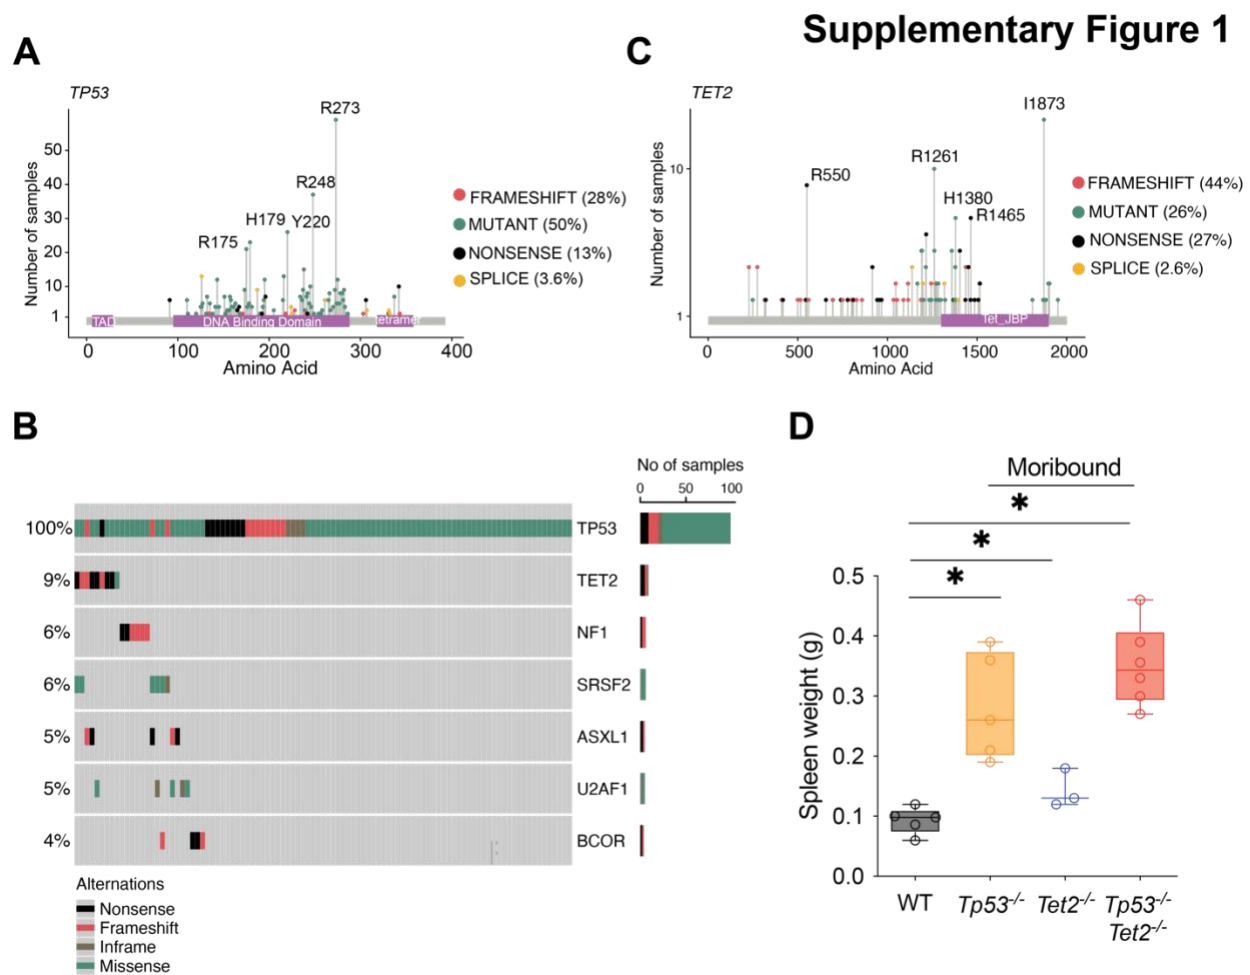 Supplementary Figure 1
A
TP53
Number of samples
50
40
30
20
10
1
R175
H179
Y220
R248
R273
FRAMESHIFT (28%)
MUTANT (50%)
NONSENSE (13%)
SPLICE (3.6%)
TAD
DNA Binding Domain
etramer
0
100
200
300
400
Amino Acid
C
TET2
Number of samples
10
1
R550
R1261
H1380
R1465
I1873
FRAMESHIFT (44%)
MUTANT (26%)
NONSENSE (27%)
SPLICE (2.6%)
Tet_JBP
0
500
1000
1500
2000
Amino Acid
B
No of samples
0
50
100
100%
TP53
9%
TET2
6%
NF1
6%
SRSF2
5%
ASXL1
5%
U2AF1
4%
BCOR
Alternations
Nonsense
Frameshift
Inframe
Missense
D
Moribound
*
*
*
Spleen weight (g)
0.5
0.4
0.3
0.2
0.1
0.0
WT
Tp53-/-
Tet2-/-
Tp53-/-
Tet2-/-